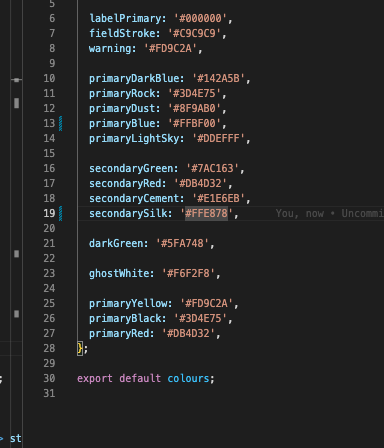 5
6 labelPrimary: '#000000',
7 fieldStroke: '#C9C9C9',
8 warning: '#FD9C2A',
9
10 primaryDarkBlue: '#142A5B',
11 primaryRock: '#3D4E75',
12 primaryDust: '#8F9AB0',
13 primaryBlue: '#FFBF00',
14 primaryLightSky: '#DDEFFF',
15
16 secondaryGreen: '#7AC163',
17 secondaryRed: '#DB4D32',
18 secondaryCement: '#E1E6EB',
19 secondarySilk: '#FFE878', You, now • Uncommi
20
21 darkGreen: '#5FA748',
22
23 ghostWhite: '#F6F2F8',
24
25 primaryYellow: '#FD9C2A',
26 primaryBlack: '#3D4E75',
27 primaryRed: '#DB4D32',
28 };
29
; 30 export default colours;
31
> st